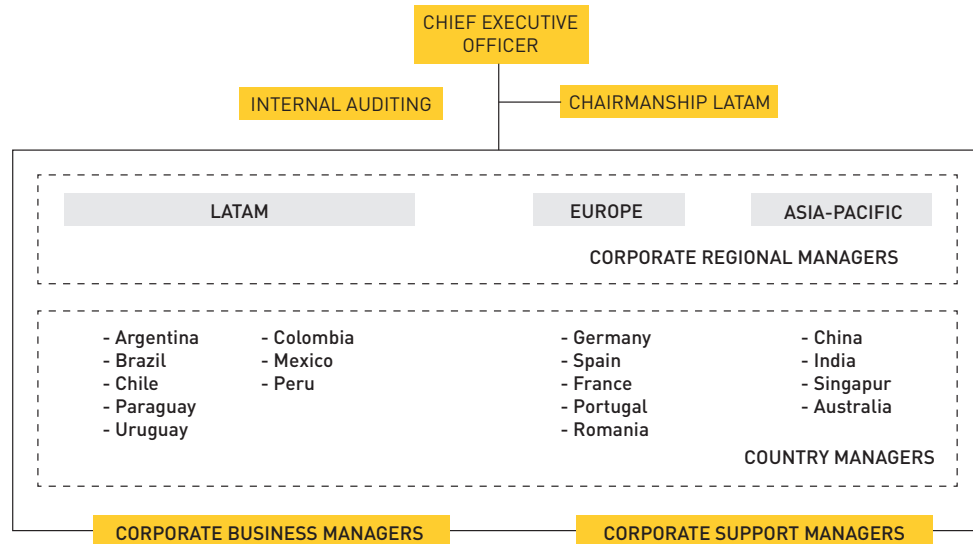 CHIEF EXECUTIVE
OFFICER
INTERNAL AUDITING
CHAIRMANSHIP LATAM
LATAM
EUROPE
ASIA-PACIFIC
CORPORATE REGIONAL MANAGERS
- Argentina
- Brazil
- Chile
- Paraguay
- Uruguay
- Colombia
- Mexico
- Peru
- Germany
- Spain
- France
- Portugal
- Romania
- China
- India
- Singapur
- Australia
COUNTRY MANAGERS
CORPORATE BUSINESS MANAGERS
CORPORATE SUPPORT MANAGERS